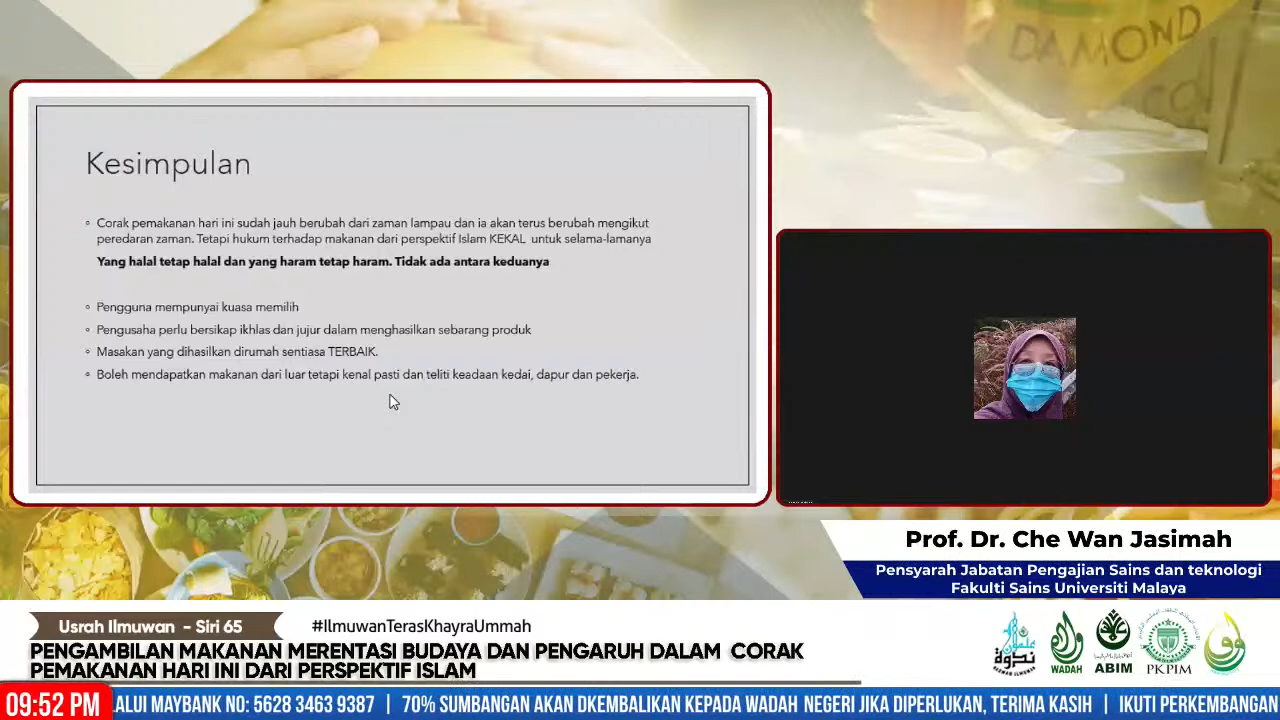 DAMOND
Kesimpulan
Corak pemakanan hari ini sudah jauh berubah dari zaman lampau dan ia akan terus berubah mengikut
peredaran zaman. Tetapi hukum terhadap makanan dari perspektif Islam KEKAL untuk selama-lamanya
Yang halal tetap halal dan yang haram tetap haram. Tidak ada antara keduanya
Pengguna mempunyai kuasa memilih
Pengusaha perlu bersikap ikhlas dan jujur dalam menghasilkan sebarang produk
Masakan yang dihasilkan dirumah sentiasa TERBAIK.
Boleh mendapatkan makanan dari luar tetapi kenal pasti dan teliti keadaan kedai, dapur dan pekerja.
Prof. Dr. Che Wan Jasimah
Pensyarah Jabatan Pengajian Sains dan teknologi
Fakulti Sains Universiti Malaya
Usrah Ilmuwan - Siri 65
#IlmuwanTerasKhayraUmmah
PENGAMBILAN MAKANAN MERENTASI BUDAYA DAN PENGARUH DALAM CORAK
PEMAKANAN HARI INI DARI PERSPEKTIF ISLAM
WADAH
ABIM
PKPIM
09:52 PM
ALUI MAYBANK NO: 5628 3463 9387 | 70% SUMBANGAN AKAN DKEMBALIKAN KEPADA WADAH NEGERI JIKA DIPERLUKAN, TERIMA KASIH | IKUTI PERKEMBANGAN